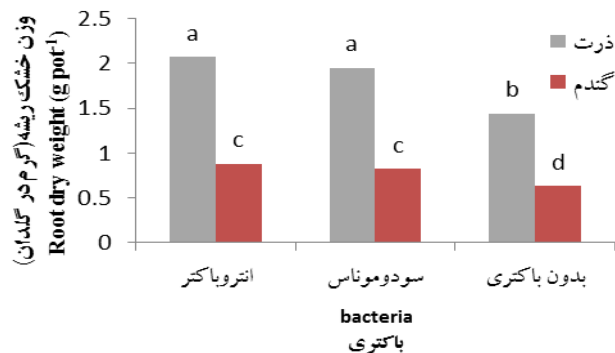 وزن خشک ریشه(گرم در گلدان)
Root dry weight (g pot⁻¹)
2.5
2
1.5
1
0.5
0
a
c
a
c
b
d
ذرت
گندم
انتروباکتر
سودوموناس
بدون باکتری
bacteria
باکتری